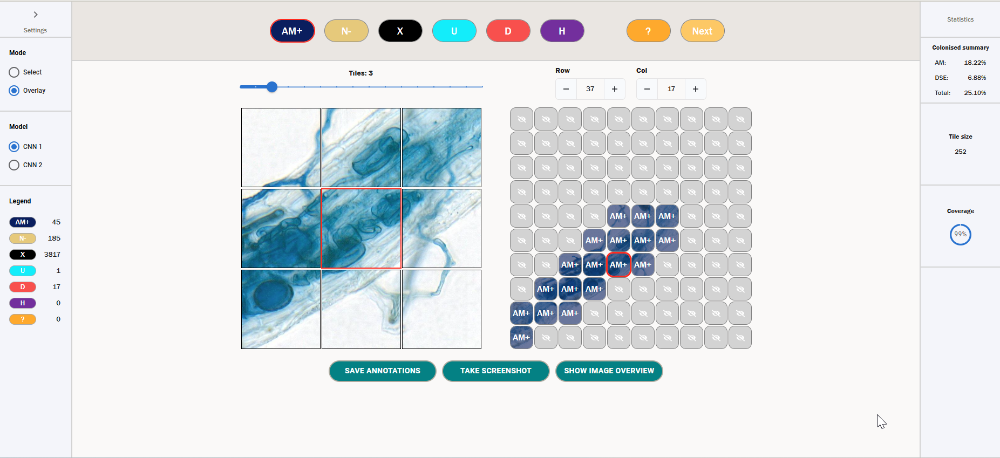 Settings
AM+ N- X U D H ? Next
Statistics
Mode
Select
Overlay
Model
CNN 1
CNN 2
Legend
AM+ 45
N- 185
X 3817
U 1
D 17
H 0
? 0
Tiles: 3
Row Col
− 37 + − 17 +
AM+ AM+ AM+
AM+ AM+ AM+ AM+
AM+ AM+ AM+ AM+
AM+ AM+ AM+
AM+ AM+ AM+
AM+
SAVE ANNOTATIONS TAKE SCREENSHOT SHOW IMAGE OVERVIEW
Colonised summary
AM: 18.22%
DSE: 6.88%
Total: 25.10%
Tile size
252
Coverage
99%